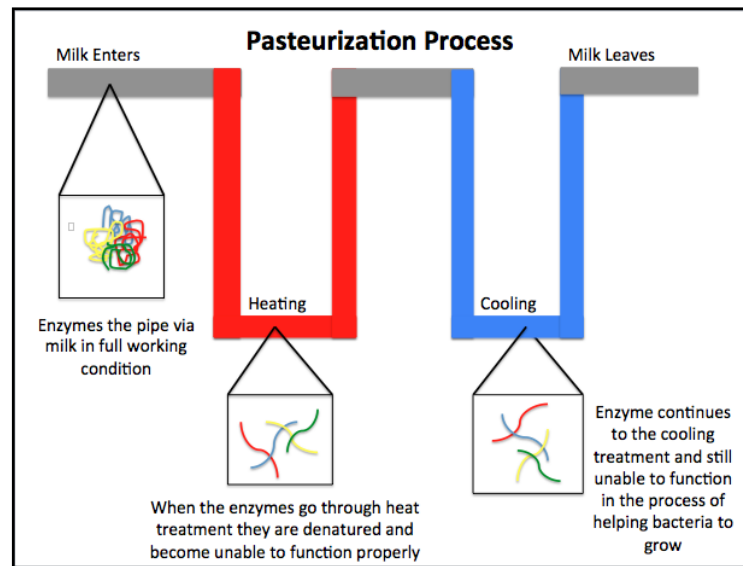 Pasteurization Process
Milk Enters
Milk Leaves
Heating
Cooling
Enzymes the pipe via
milk in full working
condition
When the enzymes go through heat
treatment they are denatured and
become unable to function properly
Enzyme continues
to the cooling
treatment and still
unable to function
in the process of
helping bacteria to
grow